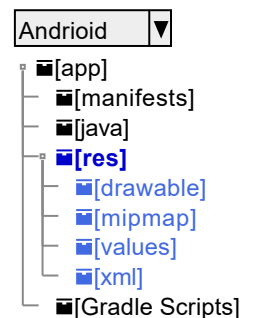 Andrioid
[app]
[manifests]
[java]
[res]
[drawable]
[mipmap]
[values]
[xml]
[Gradle Scripts]